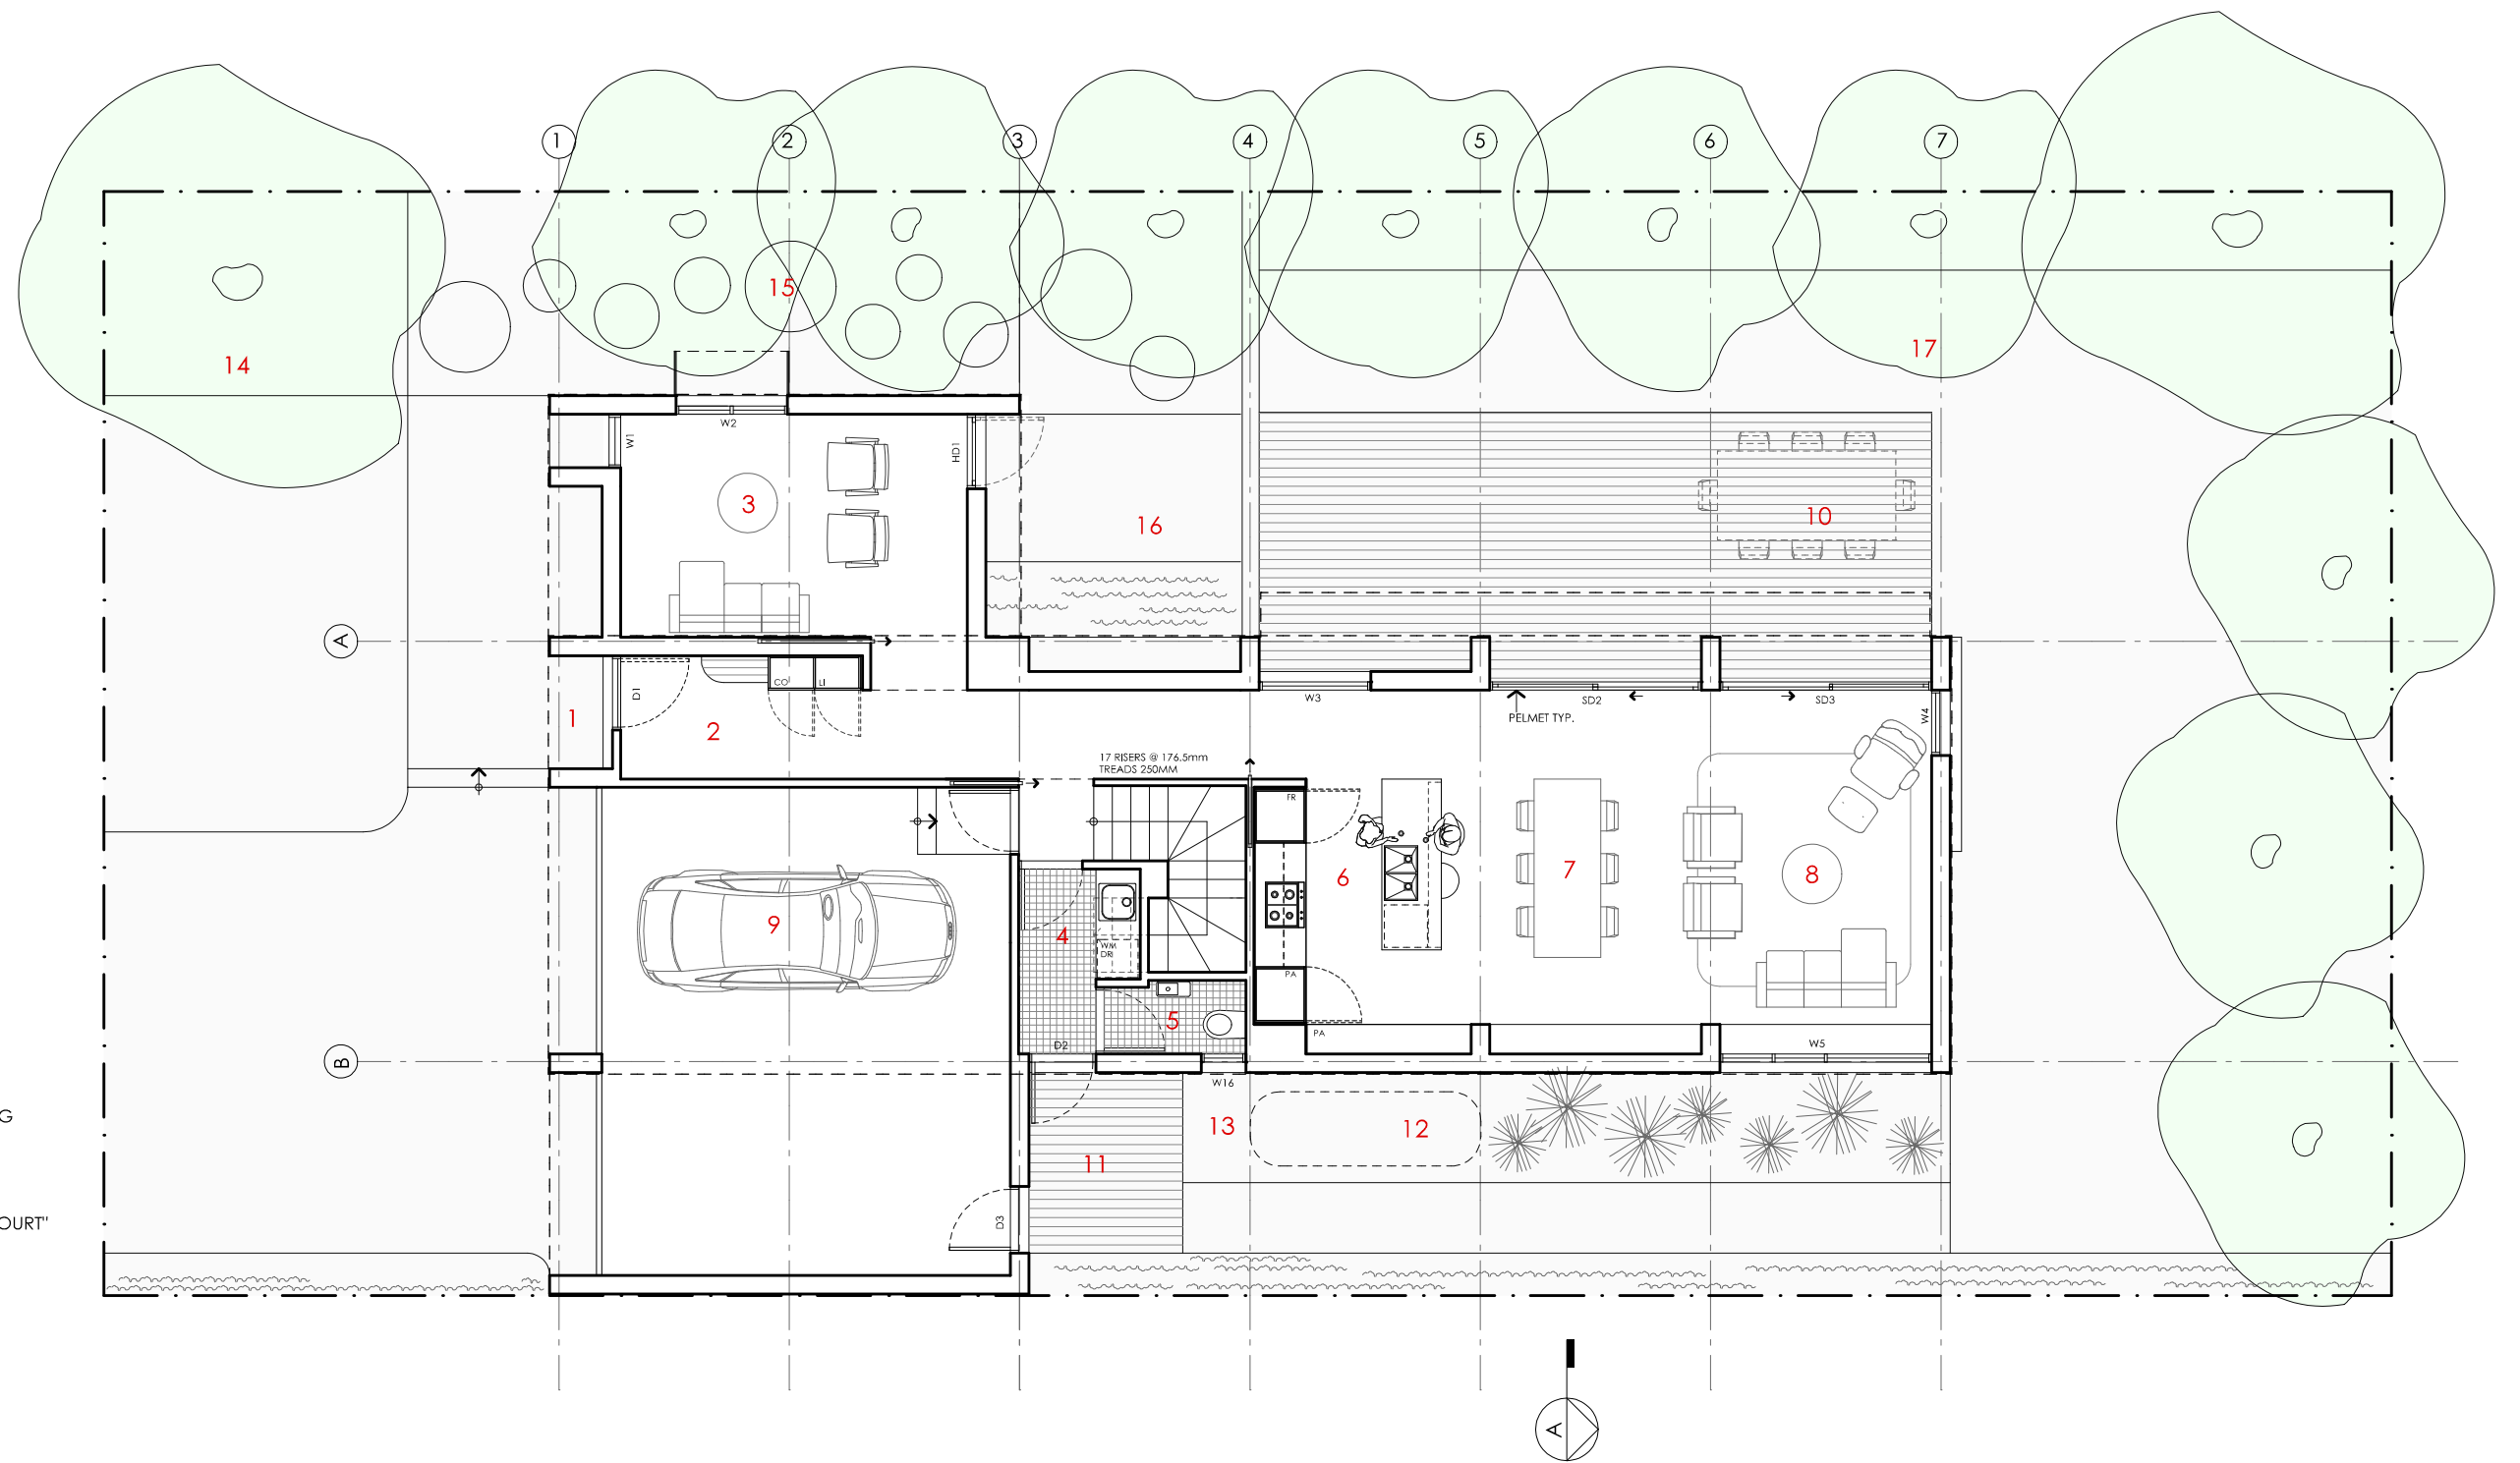 1 2 3 4 5 6 7
15
14
17
W2
W1
HD1
3
10
16
A
CO LI
D1
1
2
W3
SD2
SD3
PELMET TYP.
W4
17 RISERS @ 176.5mm
TREADS 250MM
FR
6
7
8
9
4
WM
DRI
PA
5
PA
D2
W5
B
W16
G
13
12
11
OURT"
D3
A